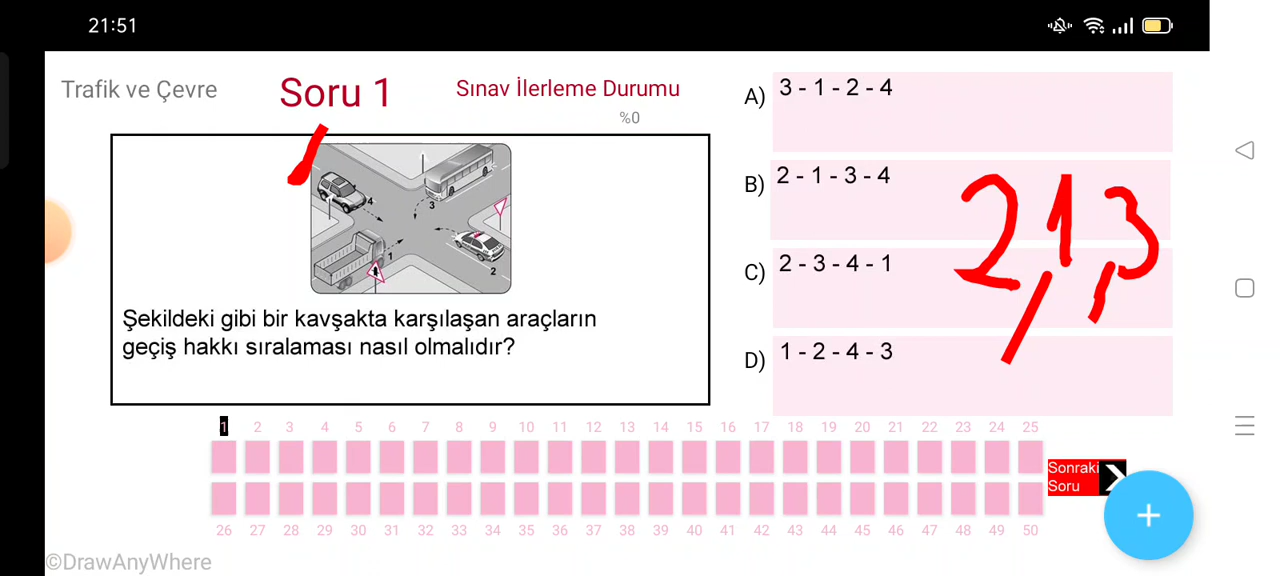 21:51
Trafik ve Çevre
Soru 1
Sınav İlerleme Durumu
%0
4
3
1
2
Şekildeki gibi bir kavşakta karşılaşan araçların
geçiş hakkı sıralaması nasıl olmalıdır?
A) 3 - 1 - 2 - 4
B) 2 - 1 - 3 - 4
C) 2 - 3 - 4 - 1
D) 1 - 2 - 4 - 3
2, 1, 3
1 2 3 4 5 6 7 8 9 10 11 12 13 14 15 16 17 18 19 20 21 22 23 24 25
26 27 28 29 30 31 32 33 34 35 36 37 38 39 40 41 42 43 44 45 46 47 48 49 50
Sonraki
Soru
©DrawAnyWhere